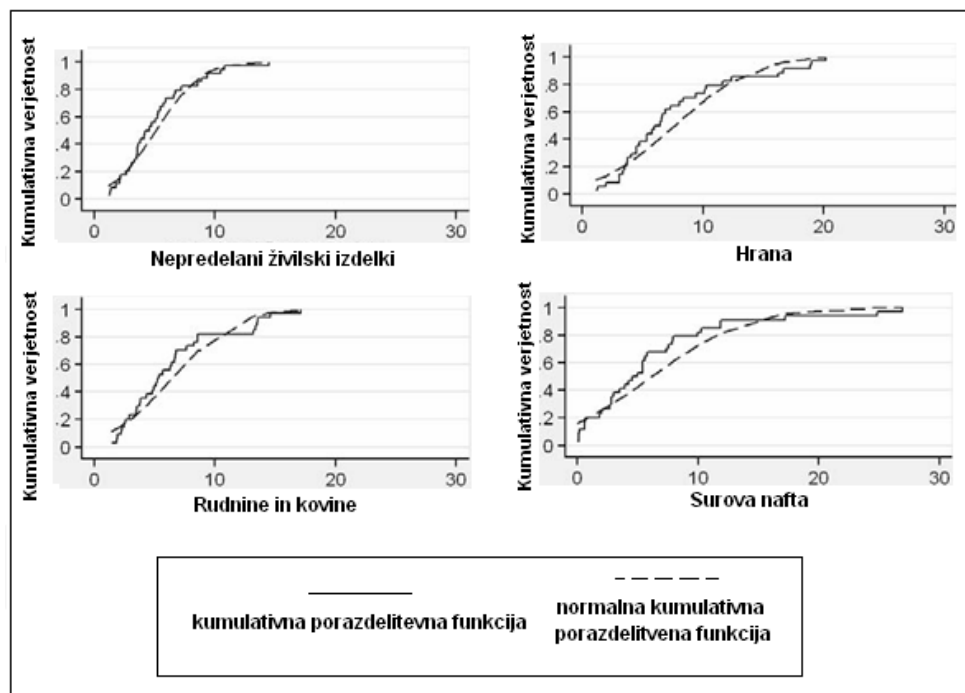 Kumulativna verjetnost
1
.8
.6
.4
.2
0
0 10 20 30
Nepredelani živilski izdelki
Kumulativna verjetnost
1
.8
.6
.4
.2
0
0 10 20 30
Hrana
Kumulativna verjetnost
1
.8
.6
.4
.2
0
0 10 20 30
Rudnine in kovine
Kumulativna verjetnost
1
.8
.6
.4
.2
0
0 10 20 30
Surova nafta
kumulativna porazdelitevna funkcija
normalna kumulativna
porazdelitvena funkcija